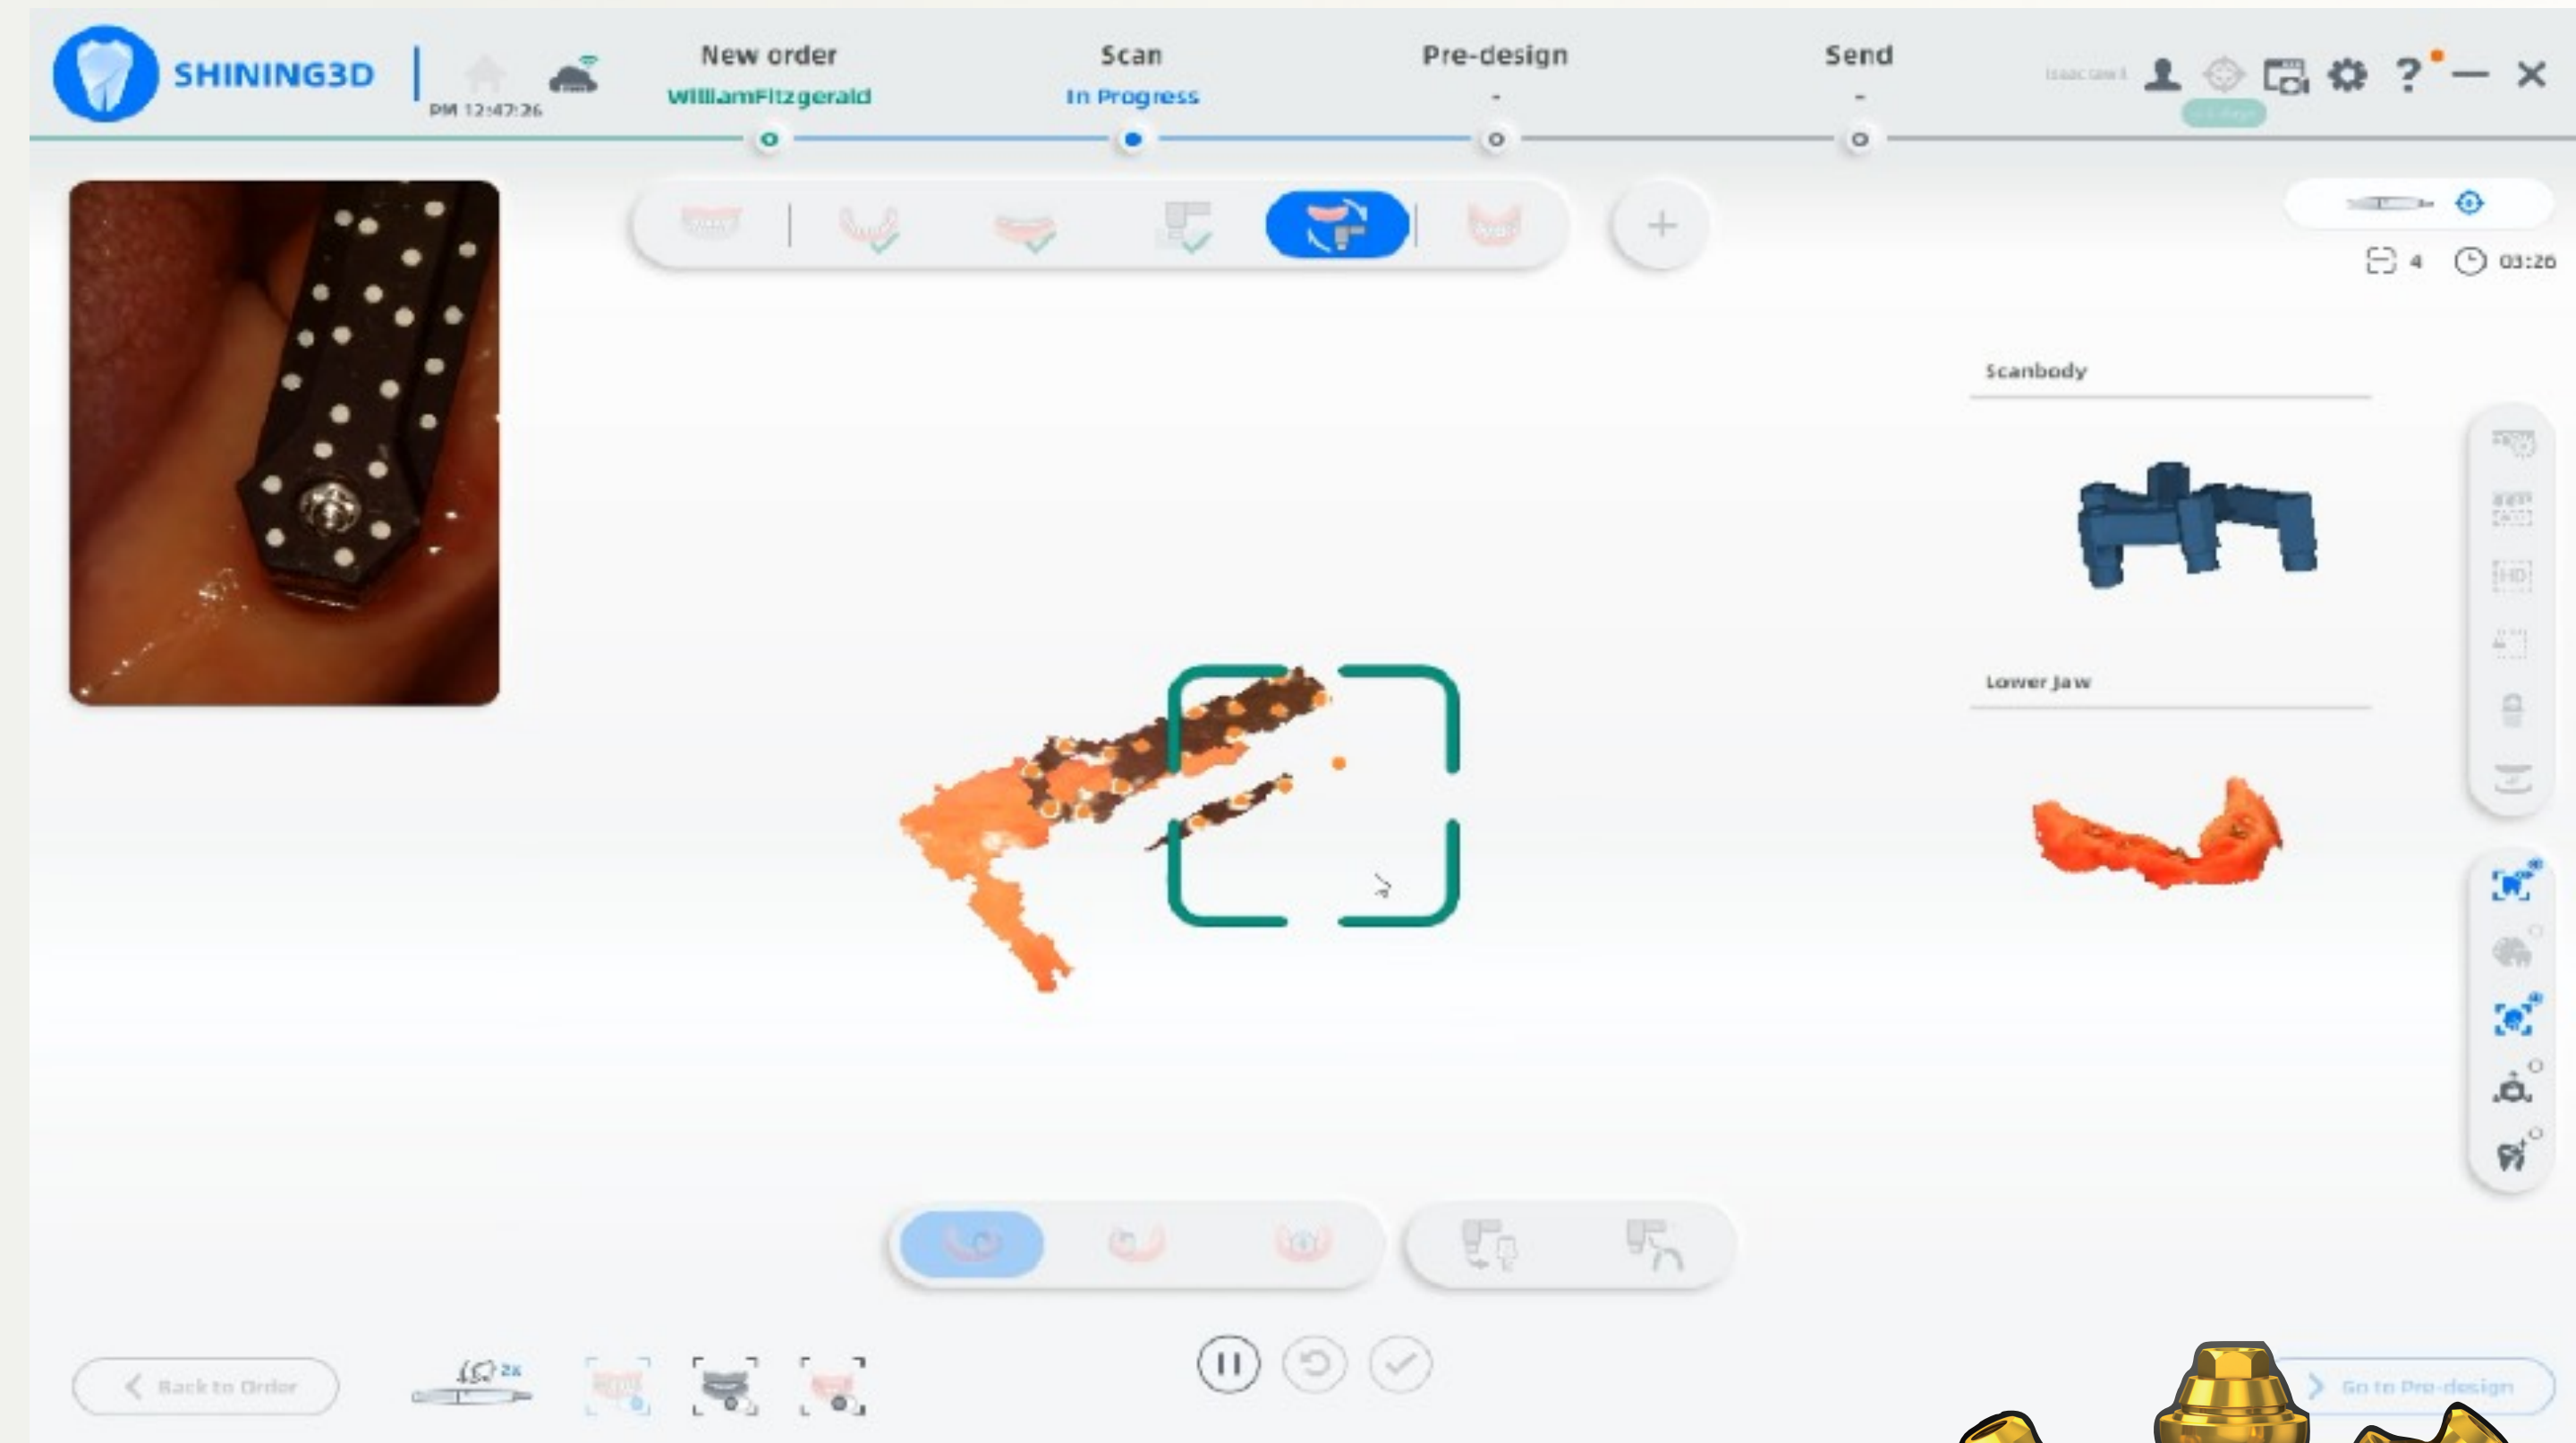 SHINING3D
PM 12:47:26
New order
WilliamFitzgerald
Scan
In Progress
Pre-design
-
Send
-
?
4
03:26
Scanbody
HD
Lower Jaw
Back to Order
2x
Go to Pre-design